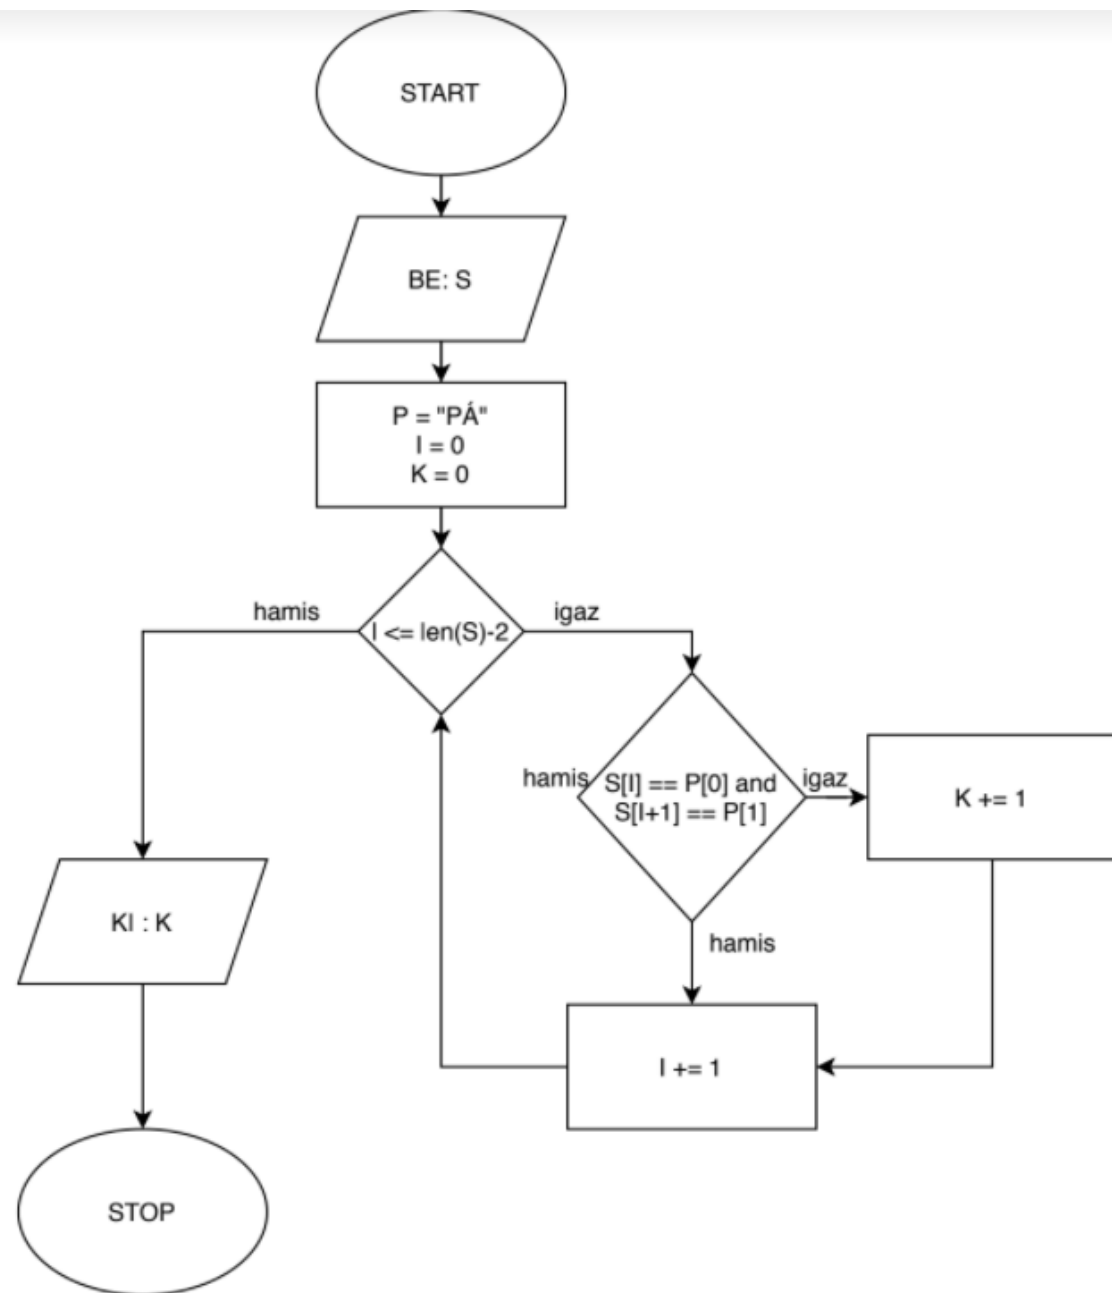 START
BE: S
P = "PÁ"
I = 0
K = 0
hamis
I <= len(S)-2
igaz
hamis
S[I] == P[0] and
S[I+1] == P[1]
igaz
K += 1
KI : K
hamis
I += 1
STOP